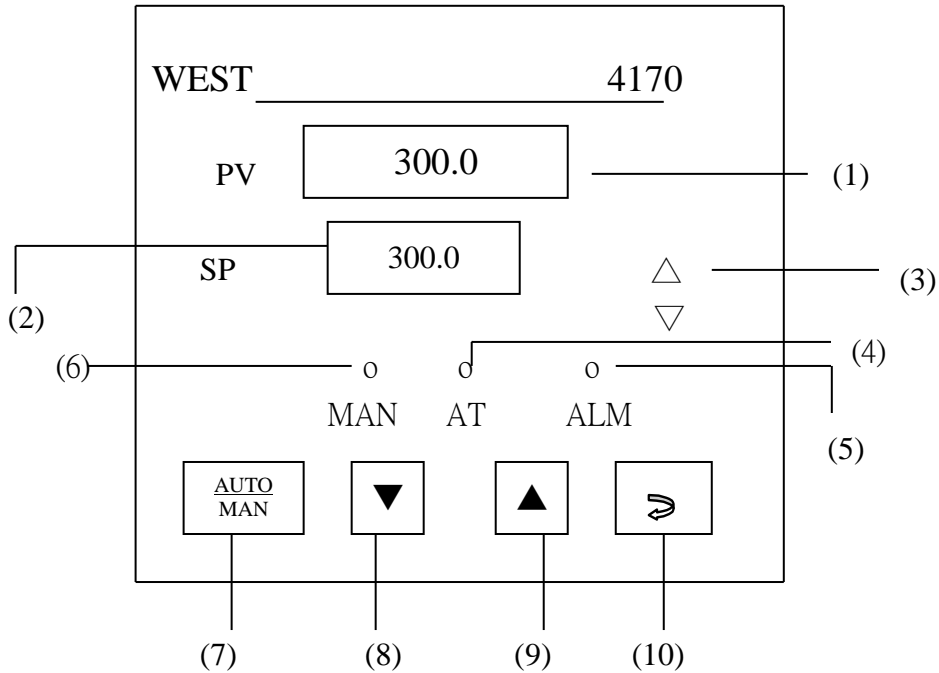 WEST 4170
PV 300.0 (1)
SP 300.0 (3)
(2)
(4)
(6) o o o
MAN AT ALM
(5)
AUTO
MAN
(7) (8) (9) (10)